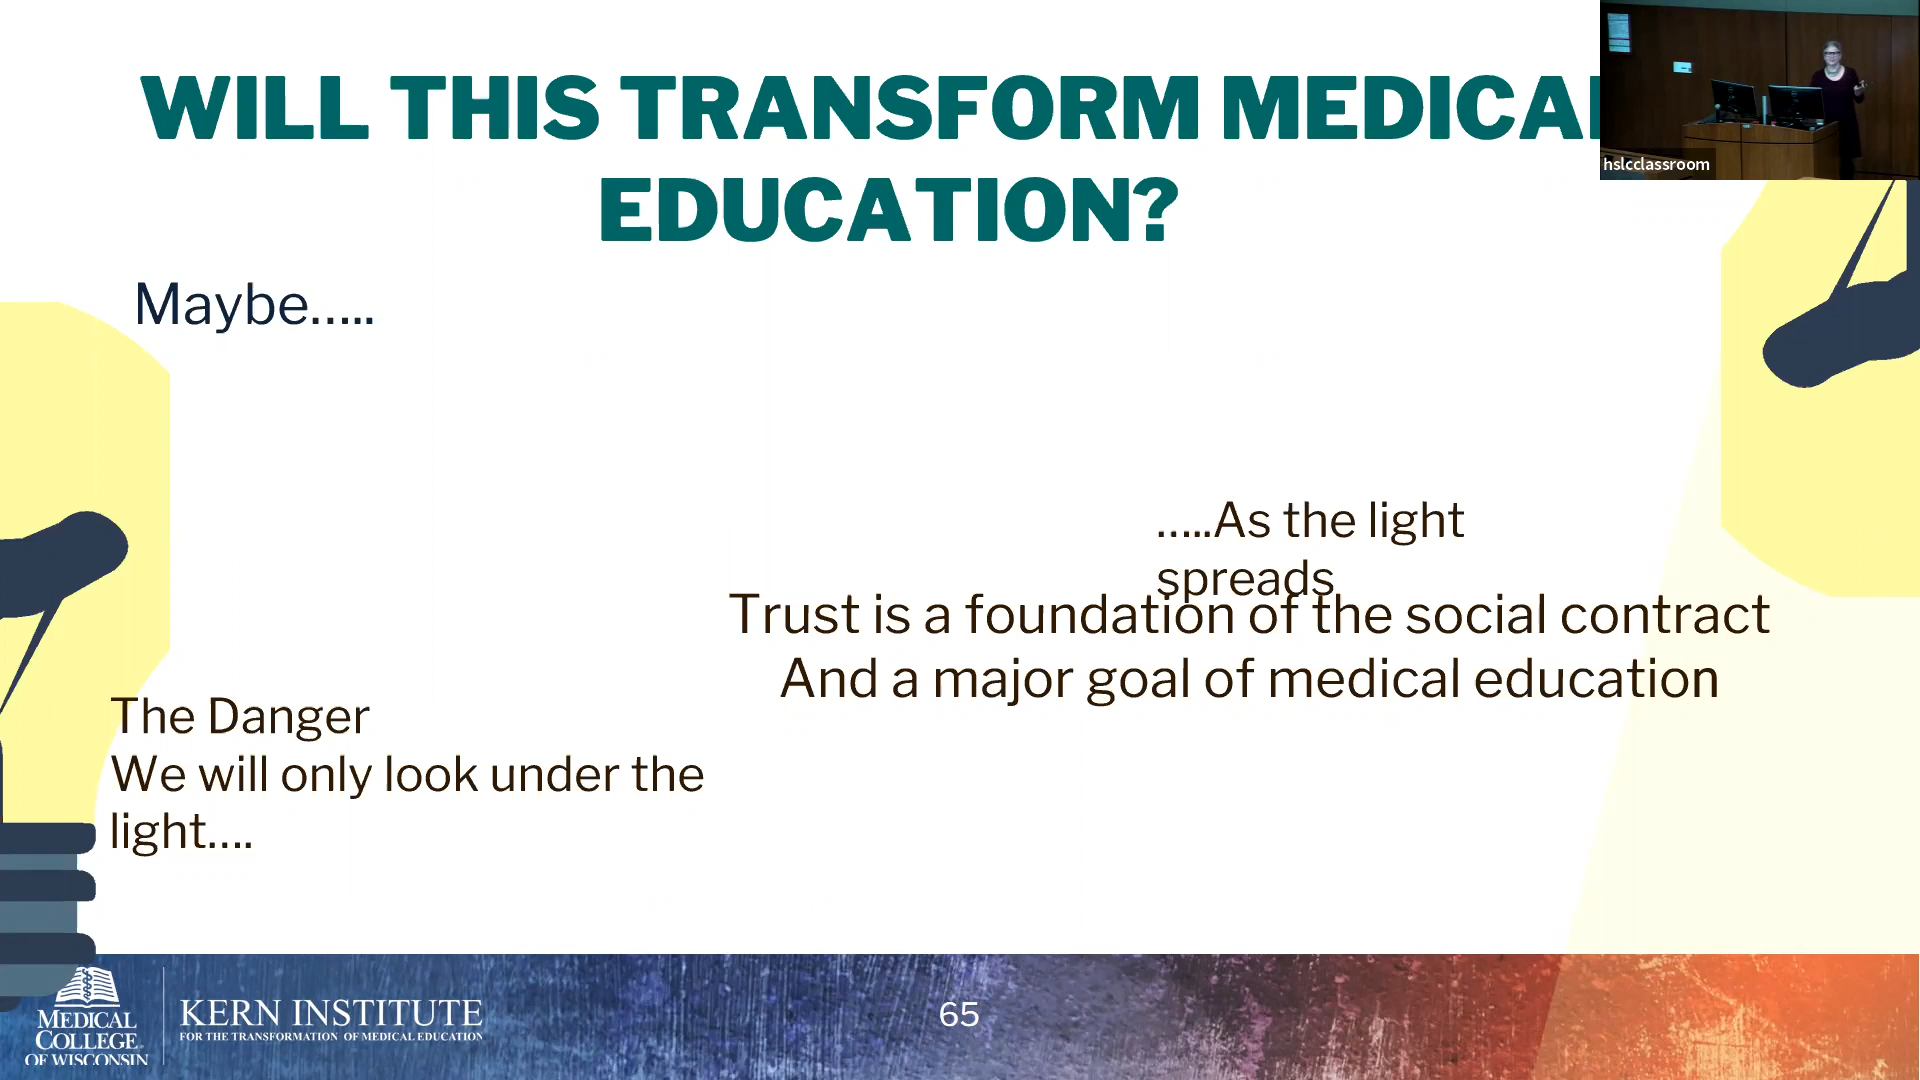 WILL THIS TRANSFORM MEDICAL
EDUCATION?
hslcclassroom
Maybe.....
.....As the light
spreads
Trust is a foundation of the social contract
And a major goal of medical education
The Danger
We will only look under the
light....
MEDICAL
COLLEGE
OF WISCONSIN
KERN INSTITUTE
FOR THE TRANSFORMATION OF MEDICAL EDUCATION
65